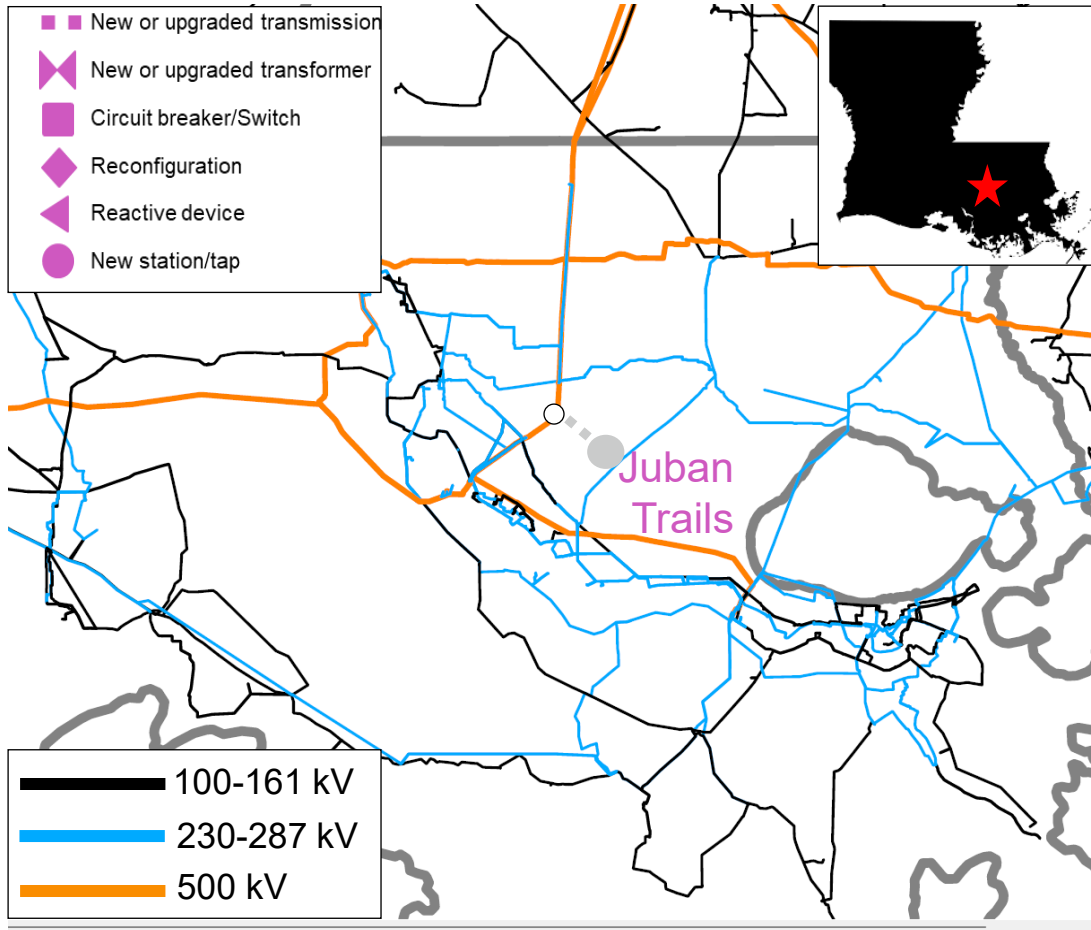 New or upgraded transmission
New or upgraded transformer
Circuit breaker/Switch
Reconfiguration
Reactive device
New station/tap
Juban
Trails
100-161 kV
230-287 kV
500 kV